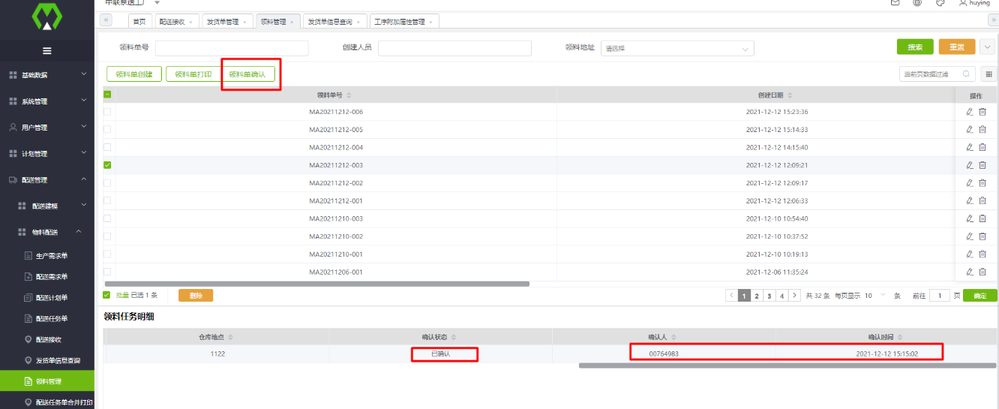 中联泵送工厂 huying
首页 配送接收 × 发货单管理 × 领料管理 × 发货单信息查询 × 工序附加属性管理 ×
领料单号 创建人员 领料地址 请选择 搜索 重置
领料单创建 领料单打印 领料单确认 当前页数据过滤
领料单号 创建日期 操作
MA20211212-006 2021-12-12 15:23:36
MA20211212-005 2021-12-12 15:14:33
MA20211212-004 2021-12-12 14:15:40
MA20211212-003 2021-12-12 12:09:21
MA20211212-002 2021-12-12 12:09:17
MA20211212-001 2021-12-12 12:06:33
MA20211210-003 2021-12-10 10:54:40
MA20211210-002 2021-12-10 10:37:52
MA20211210-001 2021-12-10 10:19:13
MA20211206-001 2021-12-06 11:35:24
批量 已选 1 条 删除 1 2 3 4 共 32 条 每页显示 10 条 前往 1 页 确定
领料任务明细
仓库地点 确认状态 确认人 确认时间
1122 已确认 00764983 2021-12-12 15:15:02
基础数据
系统管理
用户管理
计划管理
配送管理
配送建模
物料配送
生产需求单
配送需求单
配送计划单
配送任务单
配送接收
发货单信息查询
领料管理
配送任务单合并打印